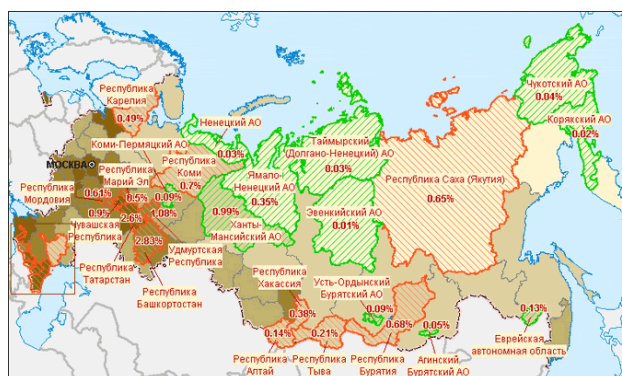 Республика
Карелия
0.49%
Ненецкий АО
0.03%
Коми-Пермяцкий АО
МОСКВА
Республика
Марий Эл
Республика
Коми
0.7%
Таймырский
(Долгано-Ненецкий) АО
0.03%
Чукотский АО
0.04%
Корякский АО
0.02%
Ямало-
Ненецкий АО
0.35%
Республика Саха (Якутия)
0.65%
Республика
Мордовия
0.61%
0.5%
0.09%
0.9%
2.6%
1.08%
0.99%
Ханты-
Мансийский АО
Эвенкийский АО
0.01%
Чувашская
Республика
2.83%
Удмуртская
Республика
Республика
Татарстан
Республика
Башкортостан
Республика
Хакассия
0.38%
Усть-Ордынский
Бурятский АО
0.09%
0.14%
0.21%
0.68%
0.05%
0.13%
Еврейская
автономная область
Республика
Алтай
Республика
Тыва
Республика
Бурятия
Агинский
Бурятский АО